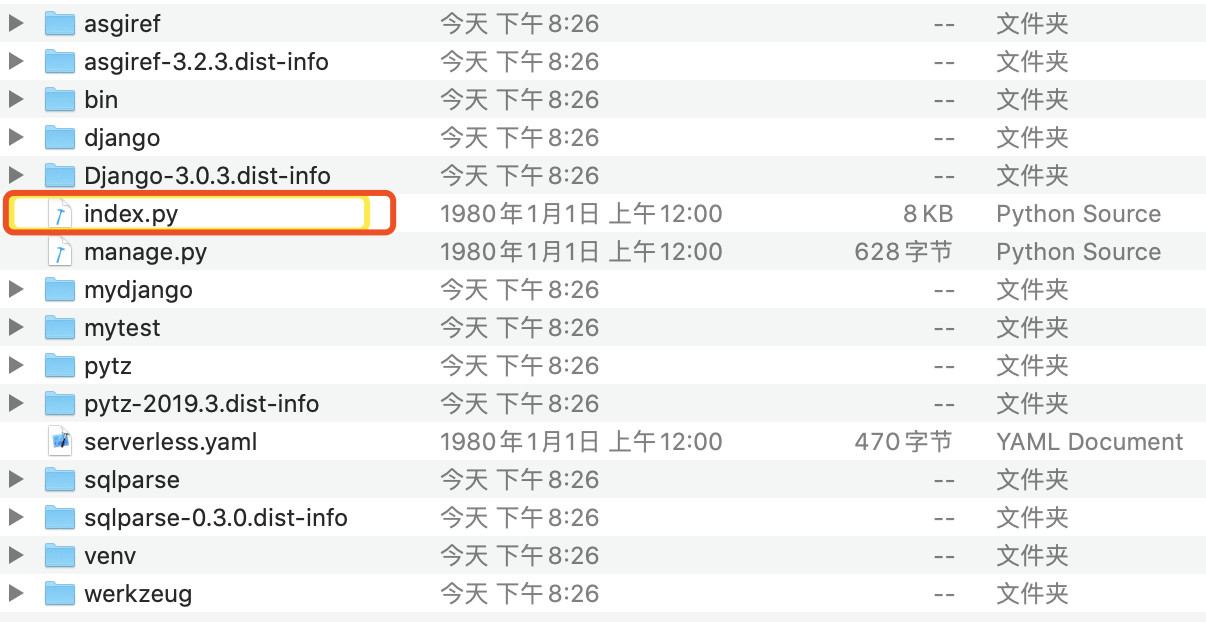 asgiref 今天 下午8:26 -- 文件夹
asgiref-3.2.3.dist-info 今天 下午8:26 -- 文件夹
bin 今天 下午8:26 -- 文件夹
django 今天 下午8:26 -- 文件夹
Django-3.0.3.dist-info 今天 下午8:26 -- 文件夹
index.py 1980年1月1日 上午12:00 8 KB Python Source
manage.py 1980年1月1日 上午12:00 628 字节 Python Source
mydjango 今天 下午8:26 -- 文件夹
mytest 今天 下午8:26 -- 文件夹
pytz 今天 下午8:26 -- 文件夹
pytz-2019.3.dist-info 今天 下午8:26 -- 文件夹
serverless.yaml 1980年1月1日 上午12:00 470 字节 YAML Document
sqlparse 今天 下午8:26 -- 文件夹
sqlparse-0.3.0.dist-info 今天 下午8:26 -- 文件夹
venv 今天 下午8:26 -- 文件夹
werkzeug 今天 下午8:26 -- 文件夹